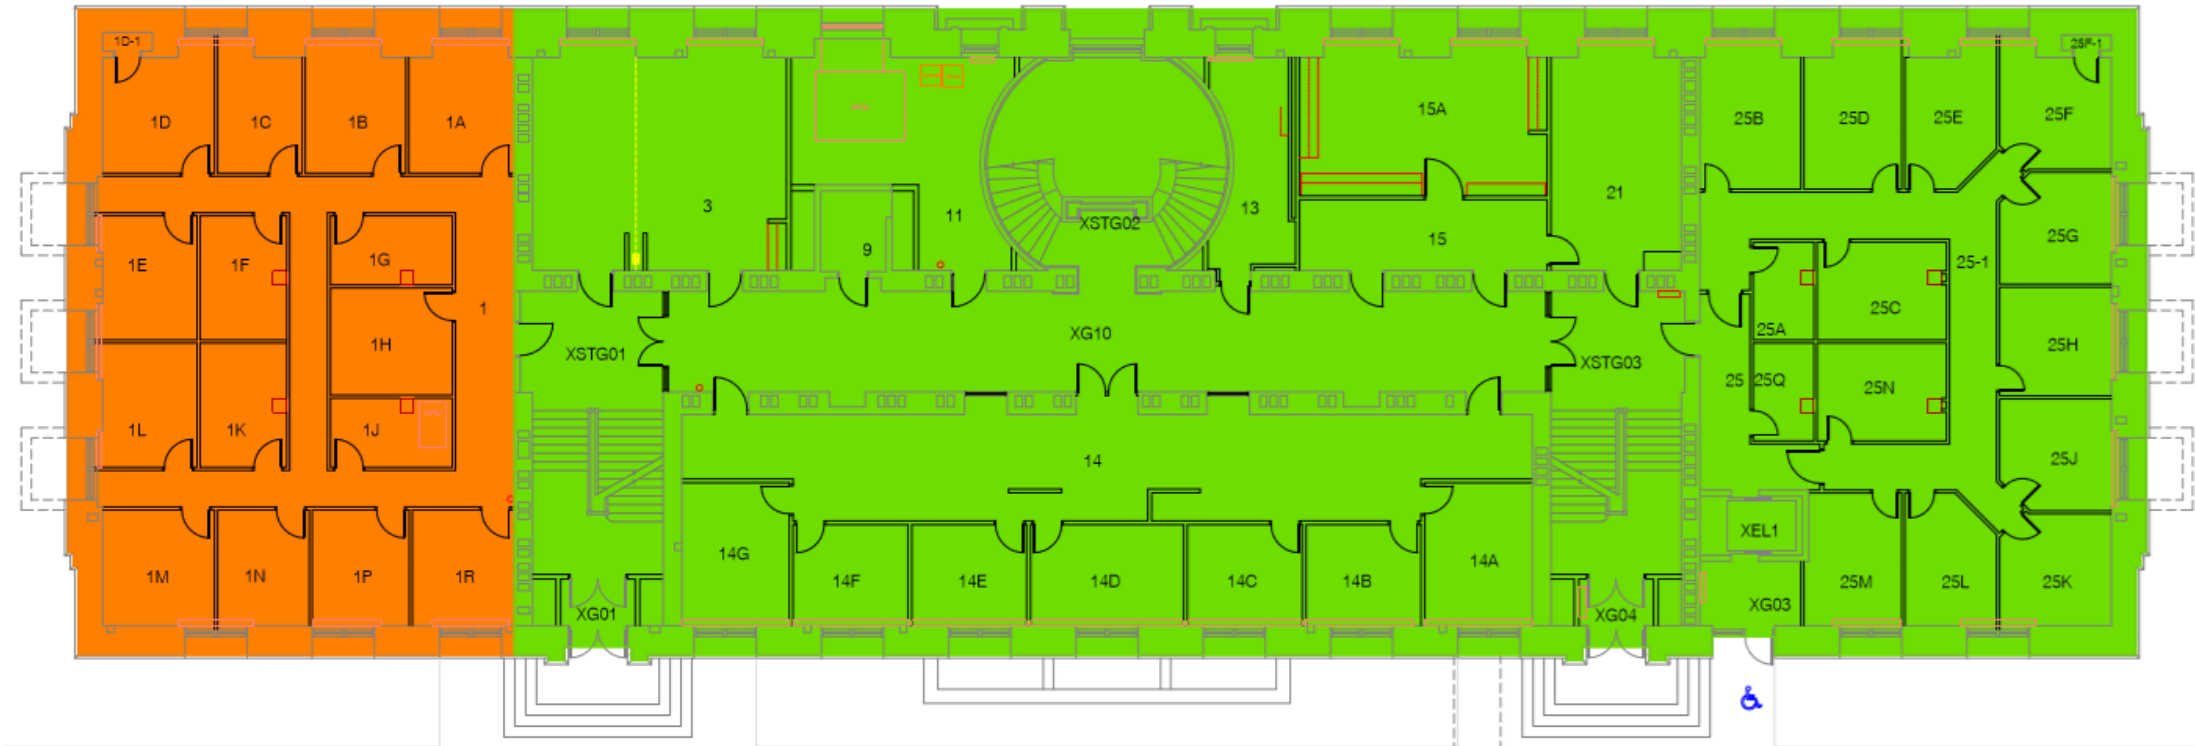 1D-1
25F-1
1D
1C
1B
1A
15A
25B
25D
25E
25F
3
11
13
21
XSTG02
9
15
25G
1E
1F
1G
25-1
1
25C
XG10
25A
1H
XSTG01
XSTG03
25H
25
25Q
25N
1L
1K
1J
14
25J
XEL1
14G
14F
14E
14D
14C
14B
14A
1M
1N
1P
1R
25M
25L
25K
XG01
XG04
XG03